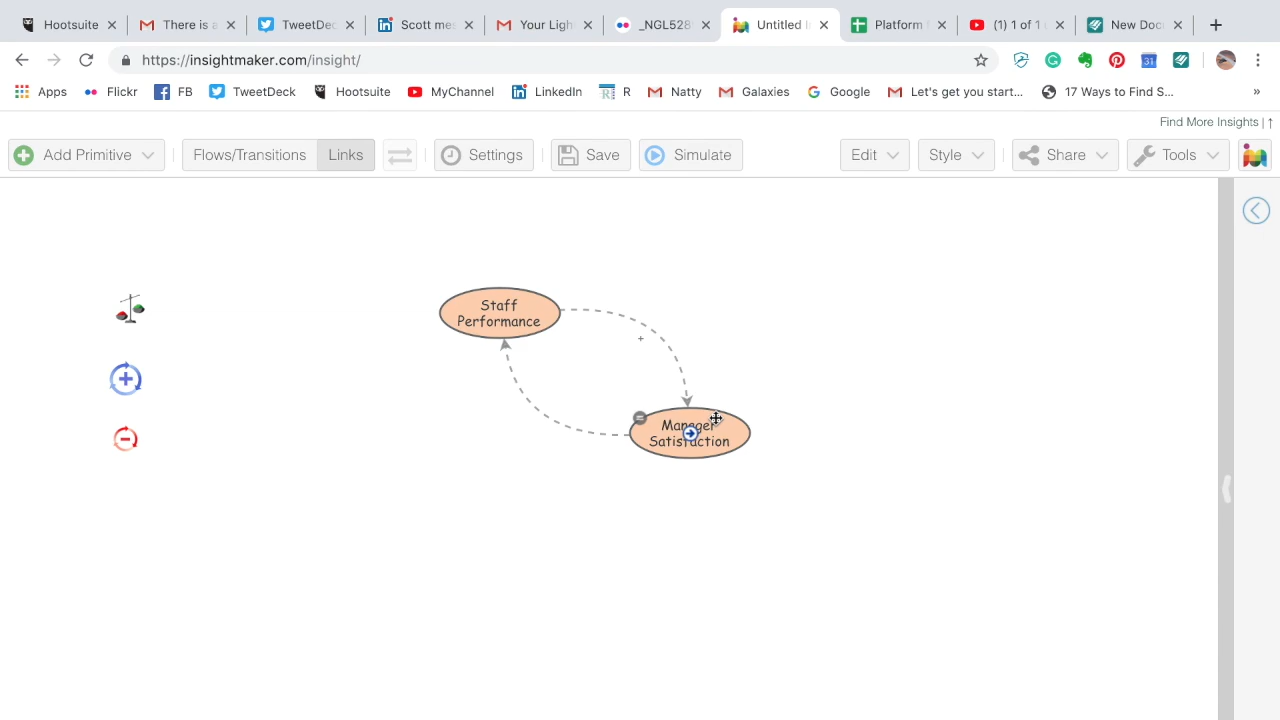 Hootsuite
There is a
TweetDec
Scott mes
Your Ligh
_NGL528
Untitled I
Platform
(1) 1 of 1
New Doc
https://insightmaker.com/insight/
Apps
Flickr
FB
TweetDeck
Hootsuite
MyChannel
LinkedIn
R
Natty
Galaxies
Google
Let's get you start...
17 Ways to Find S...
»
Find More Insights | ↑
Add Primitive
Flows/Transitions
Links
Settings
Save
Simulate
Edit
Style
Share
Tools
Staff
Performance
Manager
Satisfaction